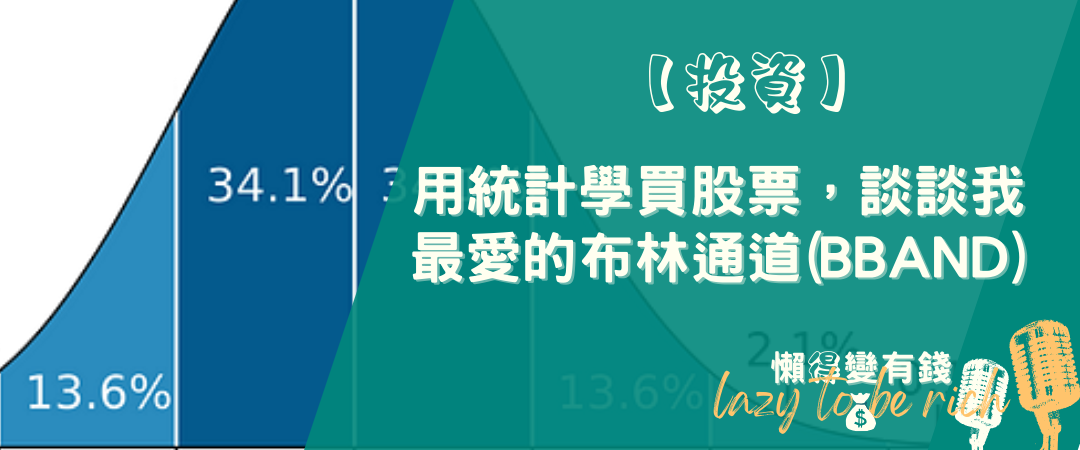 【投資】
34.1%
用統計學買股票，談談我
最愛的布林通道(BBAND)
13.6%
13.6%
2.1%
懶得變有錢
lazy to be rich
$